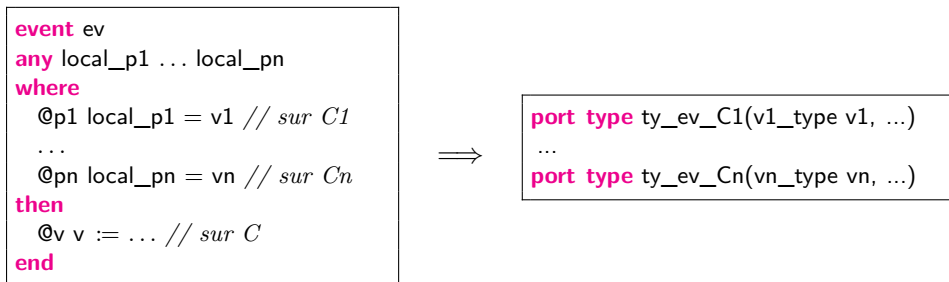 event ev
any local_p1 ... local_pn
where
@p1 local_p1 = v1 // sur C1
...
@pn local_pn = vn // sur Cn
then
@v v := ... // sur C
end
⟹
port type ty_ev_C1(v1_type v1, ...)
...
port type ty_ev_Cn(vn_type vn, ...)